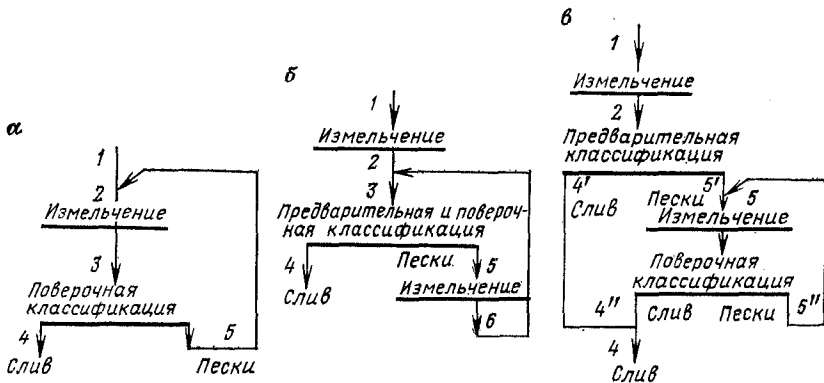 а
1
2
Измельчение
3
Поверочная
классификация
4
5
Слив
Пески
б
1
Измельчение
2
3
Предварительная и повероч-
ная классификация
4
Пески
5
Слив
Измельчение
6
в
1
Измельчение
2
Предварительная
классификация
4'
5'
5
Слив
Пески
Измельчение
Поверочная
классификация
4"
Слив
Пески
5"
4
Слив